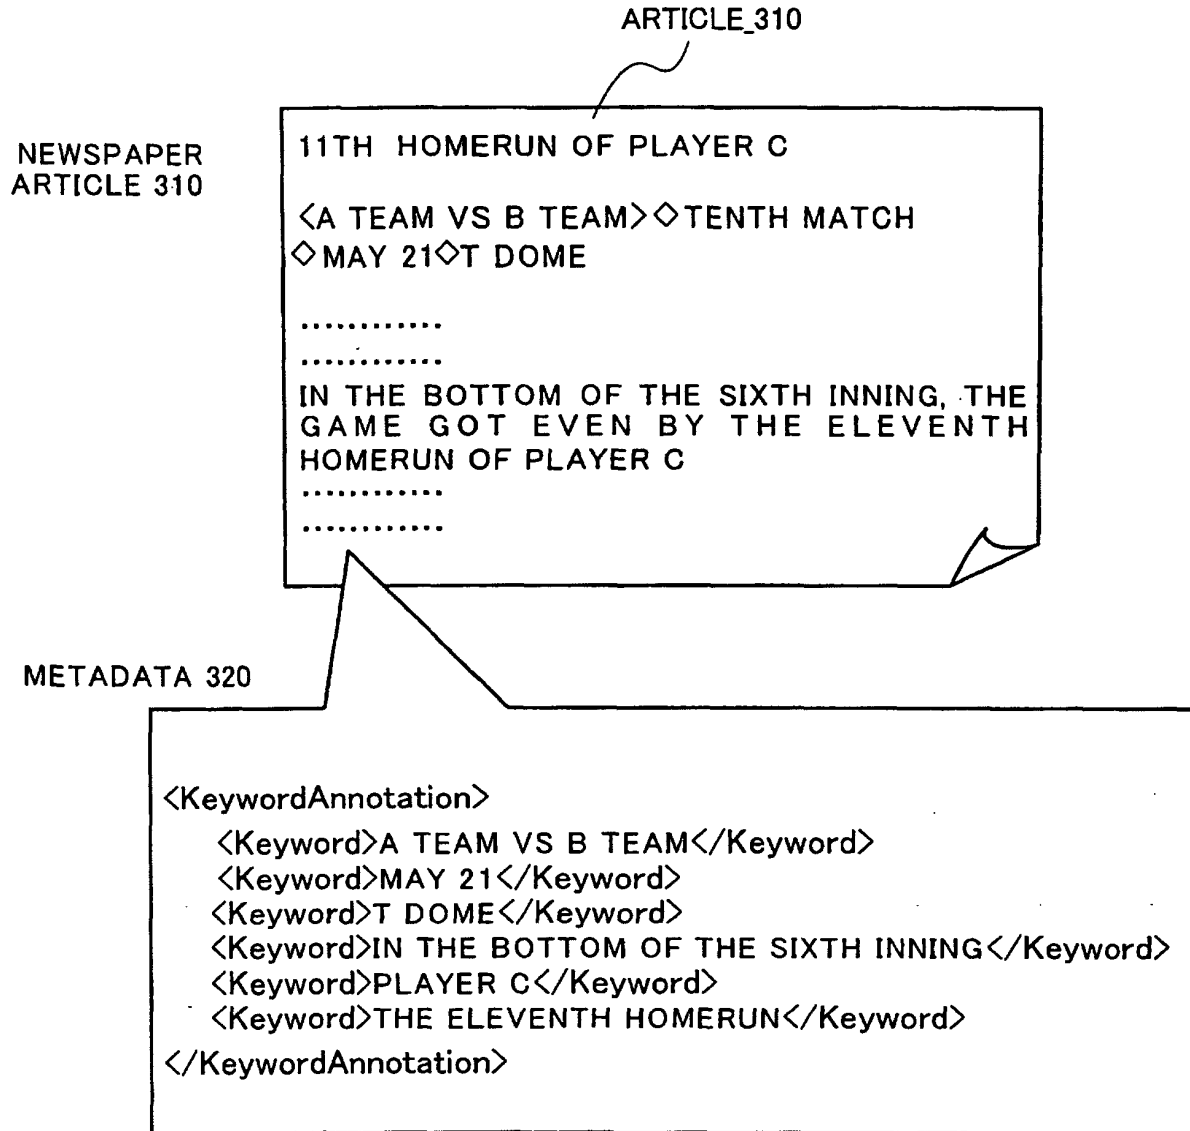 ARTICLE_310
NEWSPAPER
ARTICLE 310
11TH HOMERUN OF PLAYER C
<A TEAM VS B TEAM>◇TENTH MATCH
◇MAY 21◇T DOME
............
............
IN THE BOTTOM OF THE SIXTH INNING, THE
GAME GOT EVEN BY THE ELEVENTH
HOMERUN OF PLAYER C
............
............
METADATA 320
<KeywordAnnotation>
<Keyword>A TEAM VS B TEAM</Keyword>
<Keyword>MAY 21</Keyword>
<Keyword>T DOME</Keyword>
<Keyword>IN THE BOTTOM OF THE SIXTH INNING</Keyword>
<Keyword>PLAYER C</Keyword>
<Keyword>THE ELEVENTH HOMERUN</Keyword>
</KeywordAnnotation>